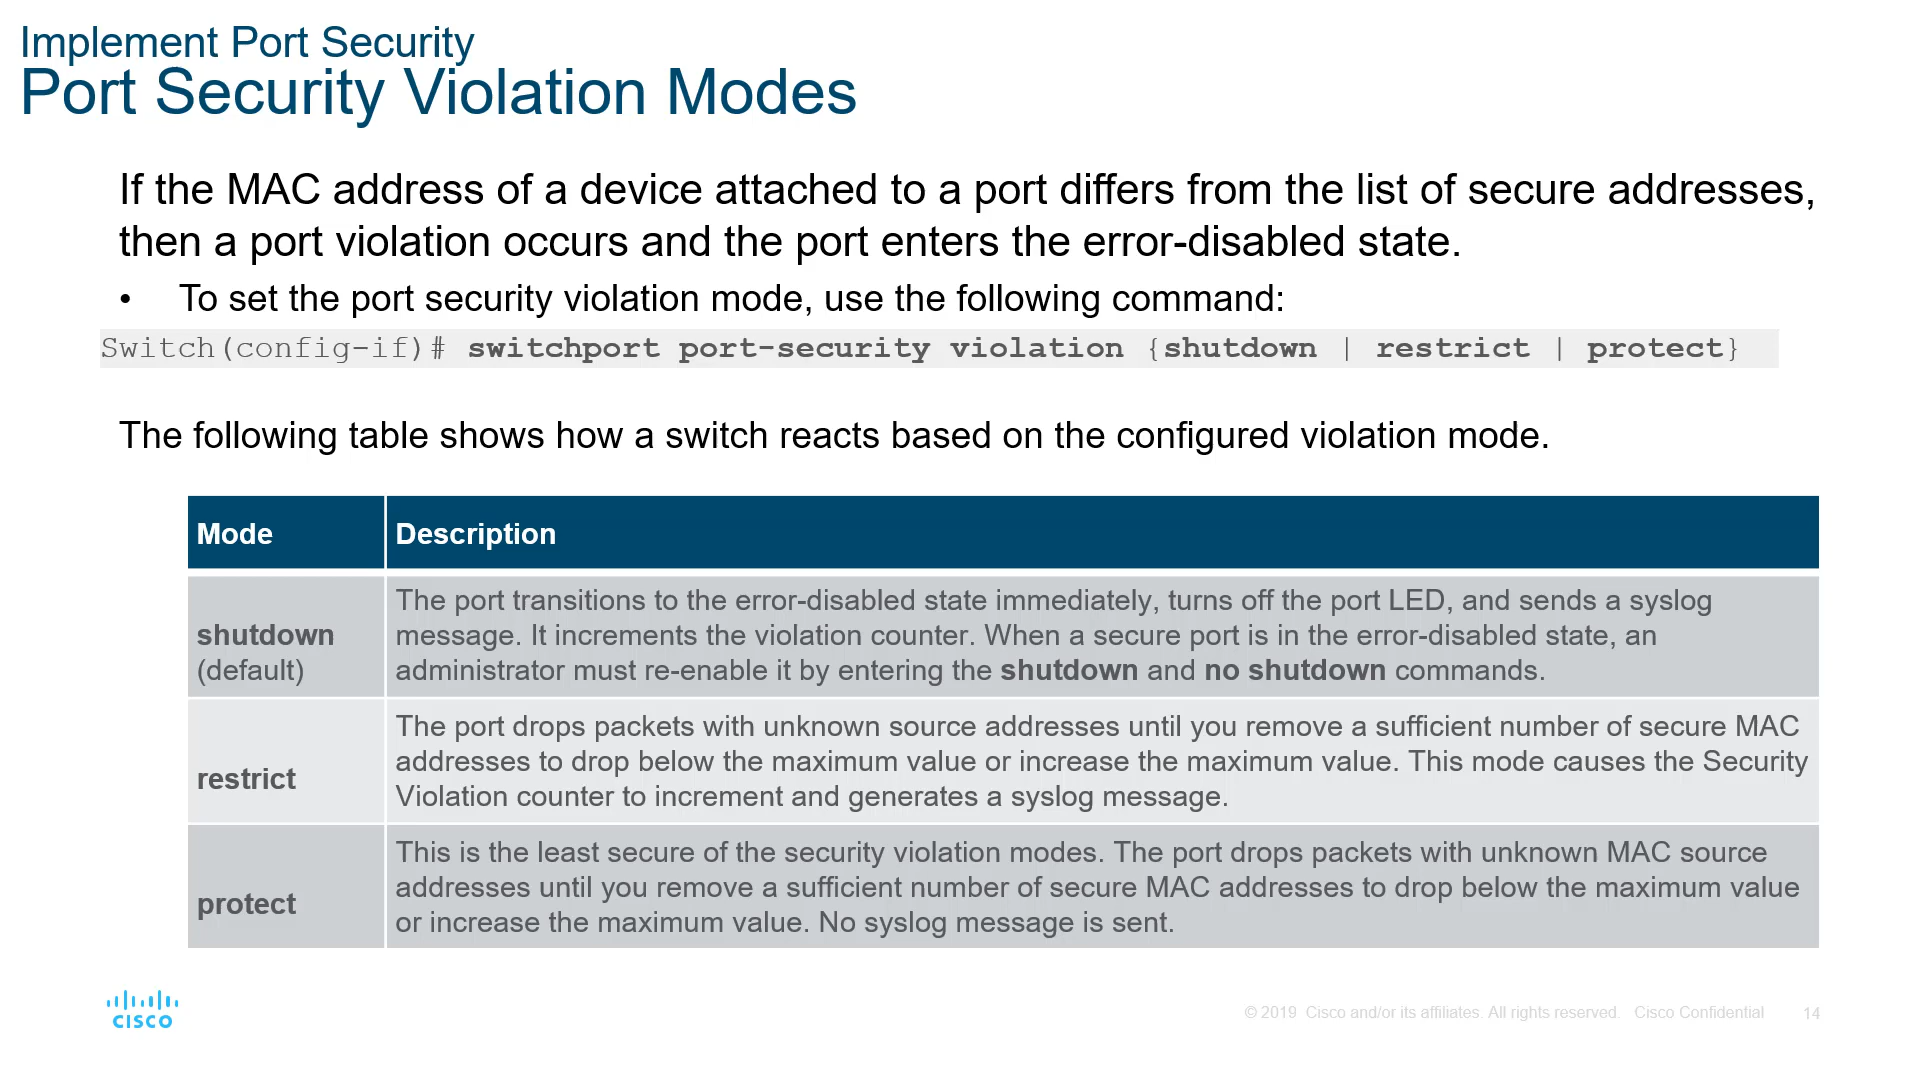 Implement Port Security
Port Security Violation Modes
If the MAC address of a device attached to a port differs from the list of secure addresses,
then a port violation occurs and the port enters the error-disabled state.
• To set the port security violation mode, use the following command:
Switch(config-if)# switchport port-security violation {shutdown | restrict | protect}
The following table shows how a switch reacts based on the configured violation mode.
Mode
Description
shutdown
(default)
The port transitions to the error-disabled state immediately, turns off the port LED, and sends a syslog
message. It increments the violation counter. When a secure port is in the error-disabled state, an
administrator must re-enable it by entering the shutdown and no shutdown commands.
restrict
The port drops packets with unknown source addresses until you remove a sufficient number of secure MAC
addresses to drop below the maximum value or increase the maximum value. This mode causes the Security
Violation counter to increment and generates a syslog message.
protect
This is the least secure of the security violation modes. The port drops packets with unknown MAC source
addresses until you remove a sufficient number of secure MAC addresses to drop below the maximum value
or increase the maximum value. No syslog message is sent.
CISCO
© 2019 Cisco and/or its affiliates. All rights reserved. Cisco Confidential
14